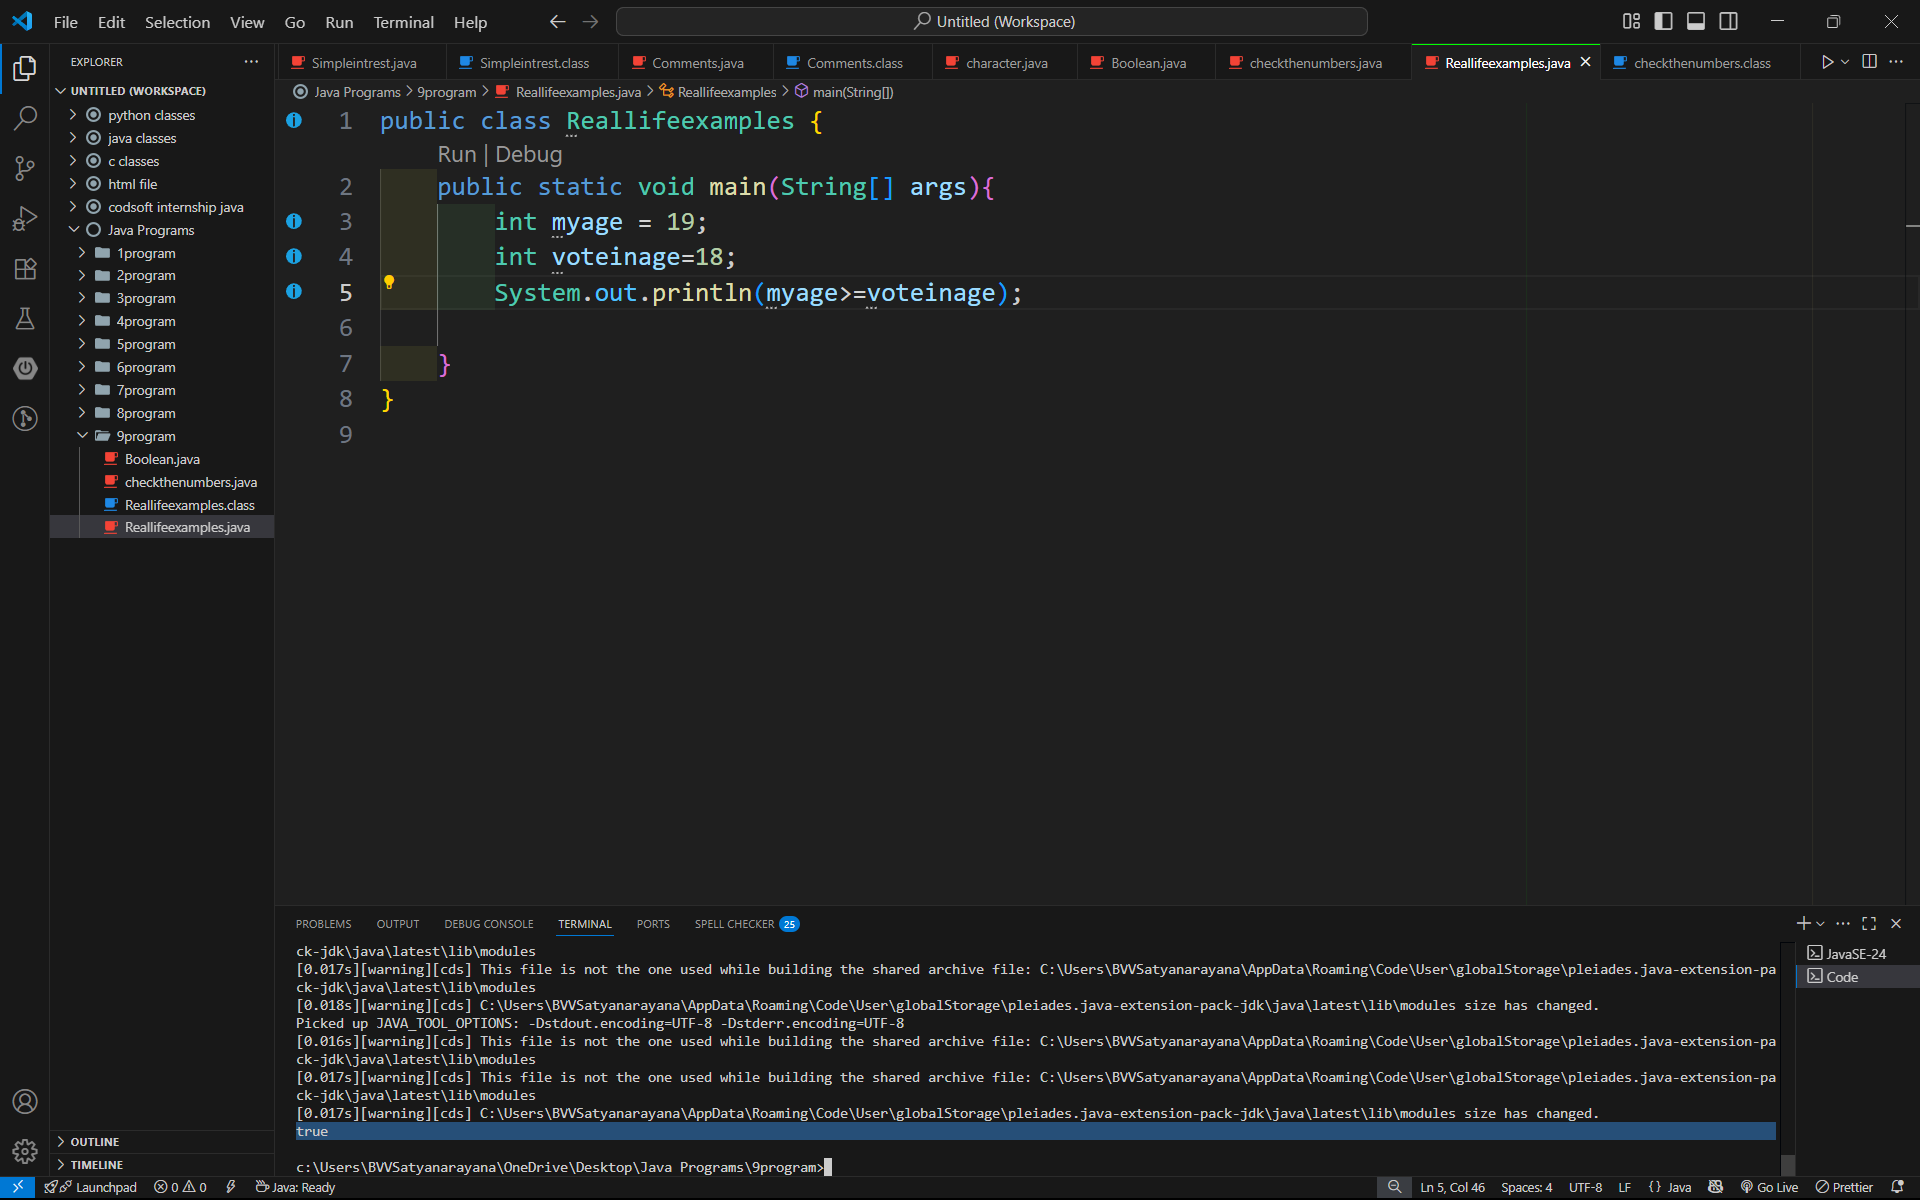 File Edit Selection View Go Run Terminal Help Untitled (Workspace)
EXPLORER
UNTITLED (WORKSPACE)
python classes
java classes
c classes
html file
codsoft internship java
Java Programs
1program
2program
3program
4program
5program
6program
7program
8program
9program
Boolean.java
checkthenumbers.java
Reallifeexamples.class
Reallifeexamples.java
OUTLINE
TIMELINE
Simpleintrest.java Simpleintrest.class Comments.java Comments.class character.java Boolean.java checkthenumbers.java Reallifeexamples.java checkthenumbers.class
Java Programs > 9program > Reallifeexamples.java > Reallifeexamples > main(String[])
1 public class Reallifeexamples {
Run | Debug
2 public static void main(String[] args){
3 int myage = 19;
4 int voteinage=18;
5 System.out.println(myage>=voteinage);
6
7 }
8 }
9
PROBLEMS OUTPUT DEBUG CONSOLE TERMINAL PORTS SPELL CHECKER 25
ck-jdk\java\latest\lib\modules
[0.017s][warning][cds] This file is not the one used while building the shared archive file: C:\Users\BVVSatyanarayana\AppData\Roaming\Code\User\globalStorage\pleiades.java-extension-pa
ck-jdk\java\latest\lib\modules
[0.018s][warning][cds] C:\Users\BVVSatyanarayana\AppData\Roaming\Code\User\globalStorage\pleiades.java-extension-pack-jdk\java\latest\lib\modules size has changed.
Picked up JAVA_TOOL_OPTIONS: -Dstdout.encoding=UTF-8 -Dstderr.encoding=UTF-8
[0.016s][warning][cds] This file is not the one used while building the shared archive file: C:\Users\BVVSatyanarayana\AppData\Roaming\Code\User\globalStorage\pleiades.java-extension-pa
ck-jdk\java\latest\lib\modules
[0.017s][warning][cds] This file is not the one used while building the shared archive file: C:\Users\BVVSatyanarayana\AppData\Roaming\Code\User\globalStorage\pleiades.java-extension-pa
ck-jdk\java\latest\lib\modules
[0.017s][warning][cds] C:\Users\BVVSatyanarayana\AppData\Roaming\Code\User\globalStorage\pleiades.java-extension-pack-jdk\java\latest\lib\modules size has changed.
true
c:\Users\BVVSatyanarayana\OneDrive\Desktop\Java Programs\9program>
JavaSE-24
Code
Launchpad 0 0 Java: Ready Ln 5, Col 46 Spaces: 4 UTF-8 LF {} Java Go Live Prettier